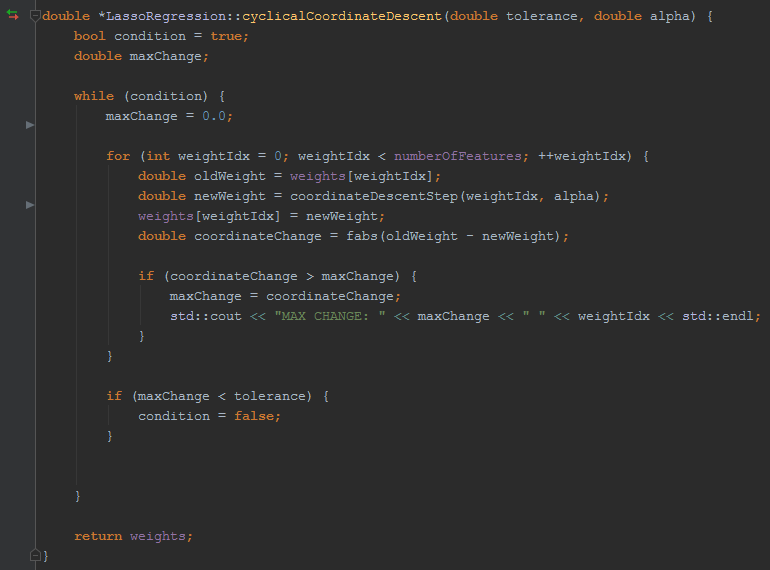 double *LassoRegression::cyclicalCoordinateDescent(double tolerance, double alpha) {
    bool condition = true;
    double maxChange;

    while (condition) {
        maxChange = 0.0;

        for (int weightIdx = 0; weightIdx < numberOfFeatures; ++weightIdx) {
            double oldWeight = weights[weightIdx];
            double newWeight = coordinateDescentStep(weightIdx, alpha);
            weights[weightIdx] = newWeight;
            double coordinateChange = fabs(oldWeight - newWeight);

            if (coordinateChange > maxChange) {
                maxChange = coordinateChange;
                std::cout << "MAX CHANGE: " << maxChange << " " << weightIdx << std::endl;
            }
        }

        if (maxChange < tolerance) {
            condition = false;
        }


    }

    return weights;
}